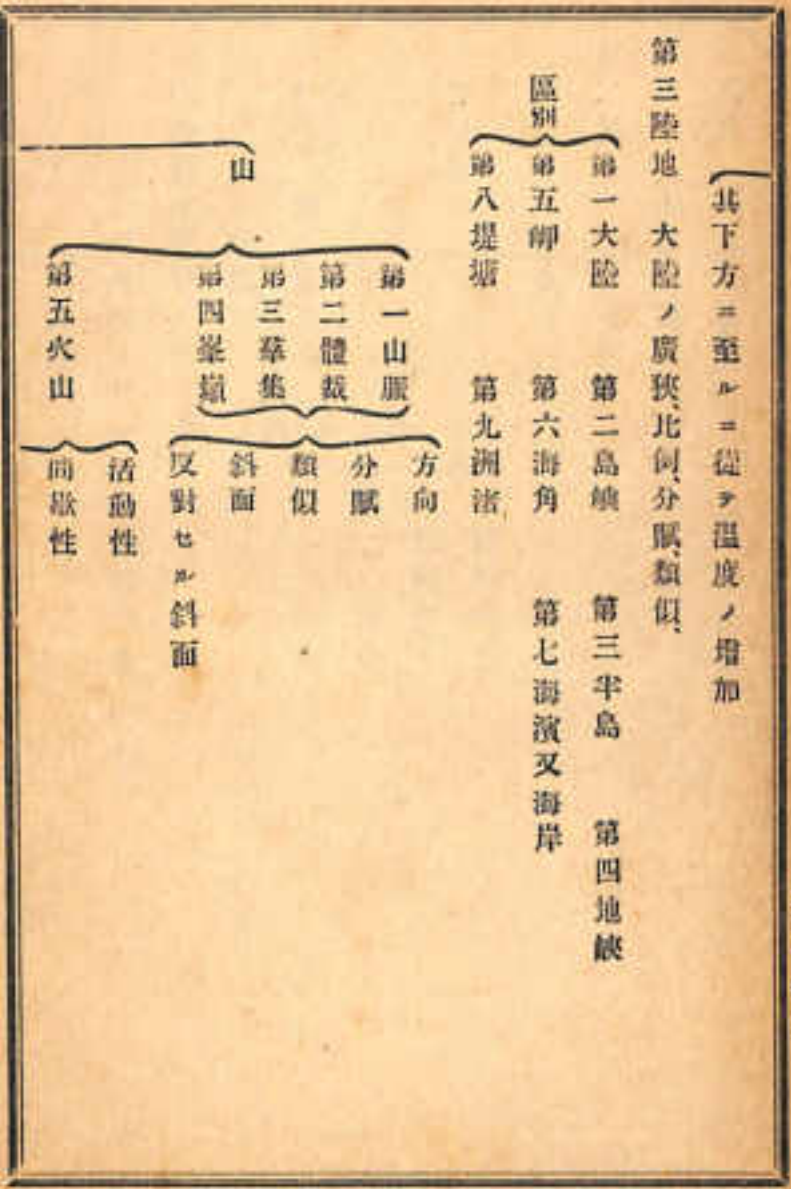 其下方ニ至ルニ從テ溫度ノ增加
第三陸地　大陸ノ廣狹、比例、分賦、類似、
區別
第一大陸　第二島嶼　第三半島　第四地峽
第五岬　第六海角　第七海濱又海岸
第八堤塘　第九洲渚
山
第一山脈
第二體裁
第三羣集
第四峯嶺
方向
分賦
類似
斜面
反對セル斜面
第五火山
活動性
間歇性